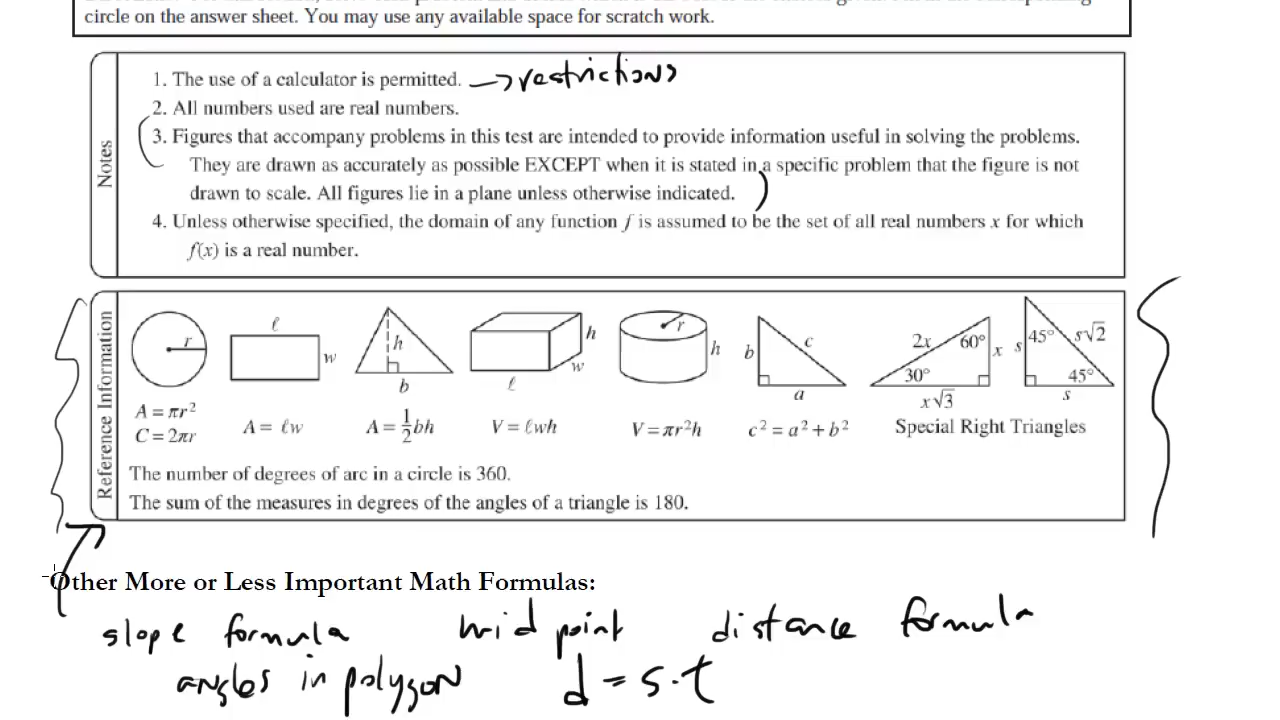 circle on the answer sheet. You may use any available space for scratch work.
Notes
1. The use of a calculator is permitted. → restrictions
2. All numbers used are real numbers.
3. Figures that accompany problems in this test are intended to provide information useful in solving the problems.
They are drawn as accurately as possible EXCEPT when it is stated in a specific problem that the figure is not
drawn to scale. All figures lie in a plane unless otherwise indicated.
4. Unless otherwise specified, the domain of any function f is assumed to be the set of all real numbers x for which
f(x) is a real number.
Reference Information
r
A = πr²
C = 2πr
ℓ
w
A = ℓw
h
b
A = 1/2 bh
h
w
ℓ
V = ℓwh
r
h
V = πr²h
b
c
a
c² = a² + b²
2x 60° x
30°
x√3
s 45° s√2
45°
s
Special Right Triangles
The number of degrees of arc in a circle is 360.
The sum of the measures in degrees of the angles of a triangle is 180.
Other More or Less Important Math Formulas:
slope formula midpoint distance formula
angles in polygon d = s·t